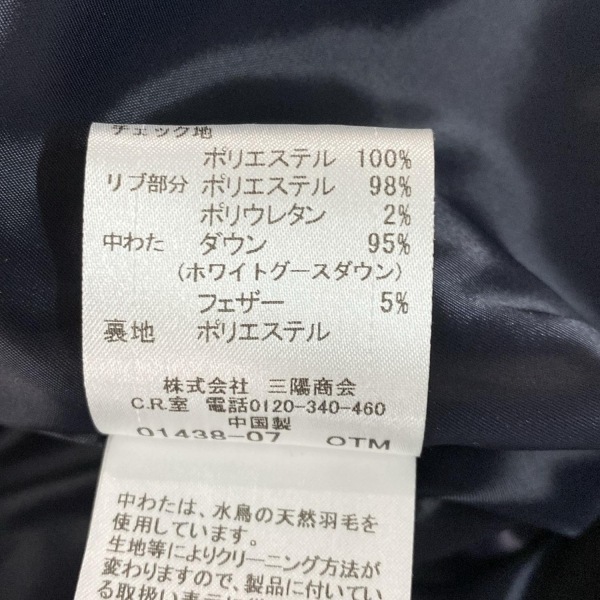 チェック地
ポリエステル 100%
リブ部分 ポリエステル 98%
ポリウレタン 2%
中わた ダウン 95%
(ホワイトグースダウン)
フェザー 5%
裏地 ポリエステル
株式会社 三陽商会
C.R.室 電話0120-340-460
中国製
01438-07 OTM
中わたは、水鳥の天然羽毛を
使用しています。
生地等によりクリーニング方法が
変わりますので、製品に付いてい
る取扱い表示に